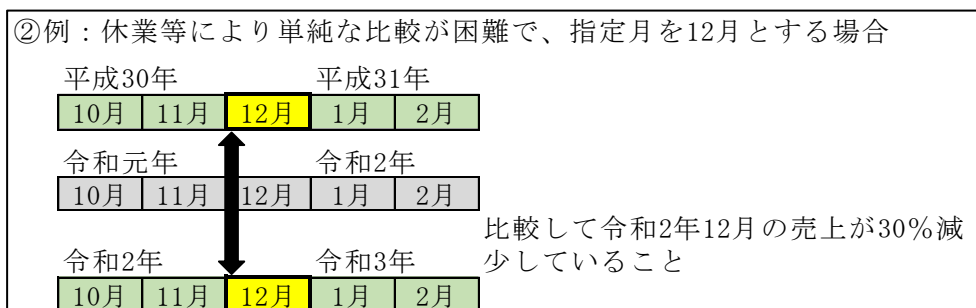 ②例：休業等により単純な比較が困難で、指定月を12月とする場合
平成30年 平成31年
10月 11月 12月 1月 2月
令和元年 令和2年
10月 11月 12月 1月 2月
比較して令和2年12月の売上が30％減
少していること
令和2年 令和3年
10月 11月 12月 1月 2月